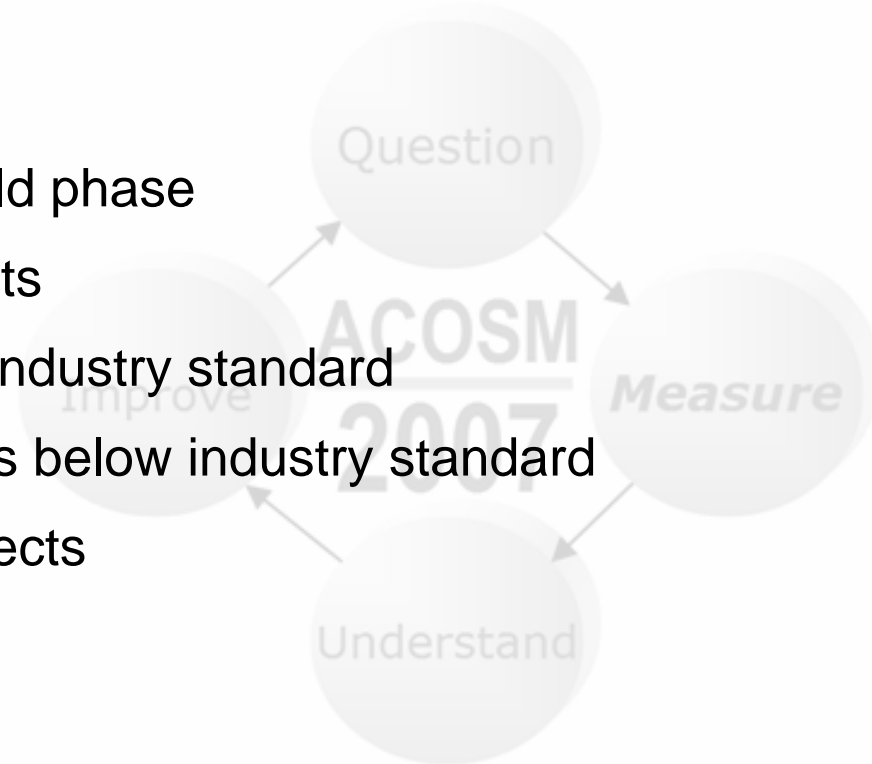 Question
ld phase
ts
ACOSM
ndustry standard
Improve
Measure
2007
s below industry standard
ects
Understand